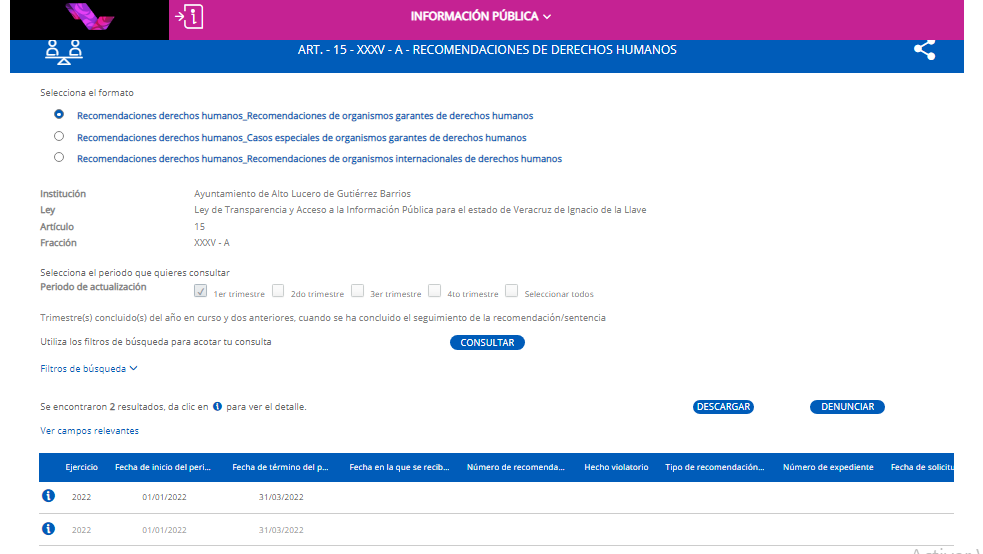 INFORMACIÓN PÚBLICA
ART. - 15 - XXXV - A - RECOMENDACIONES DE DERECHOS HUMANOS
Selecciona el formato
Recomendaciones derechos humanos_Recomendaciones de organismos garantes de derechos humanos
Recomendaciones derechos humanos_Casos especiales de organismos garantes de derechos humanos
Recomendaciones derechos humanos_Recomendaciones de organismos internacionales de derechos humanos
Institución Ayuntamiento de Alto Lucero de Gutiérrez Barrios
Ley Ley de Transparencia y Acceso a la Información Pública para el estado de Veracruz de Ignacio de la Llave
Artículo 15
Fracción XXXV - A
Selecciona el periodo que quieres consultar
Periodo de actualización 1er trimestre 2do trimestre 3er trimestre 4to trimestre Seleccionar todos
Trimestre(s) concluido(s) del año en curso y dos anteriores, cuando se ha concluido el seguimiento de la recomendación/sentencia
Utiliza los filtros de búsqueda para acotar tu consulta CONSULTAR
Filtros de búsqueda
Se encontraron 2 resultados, da clic en i para ver el detalle. DESCARGAR DENUNCIAR
Ver campos relevantes
Ejercicio Fecha de inicio del peri... Fecha de término del p... Fecha en la que se recib... Número de recomenda... Hecho violatorio Tipo de recomendación... Número de expediente Fecha de solicitu
i 2022 01/01/2022 31/03/2022
i 2022 01/01/2022 31/03/2022